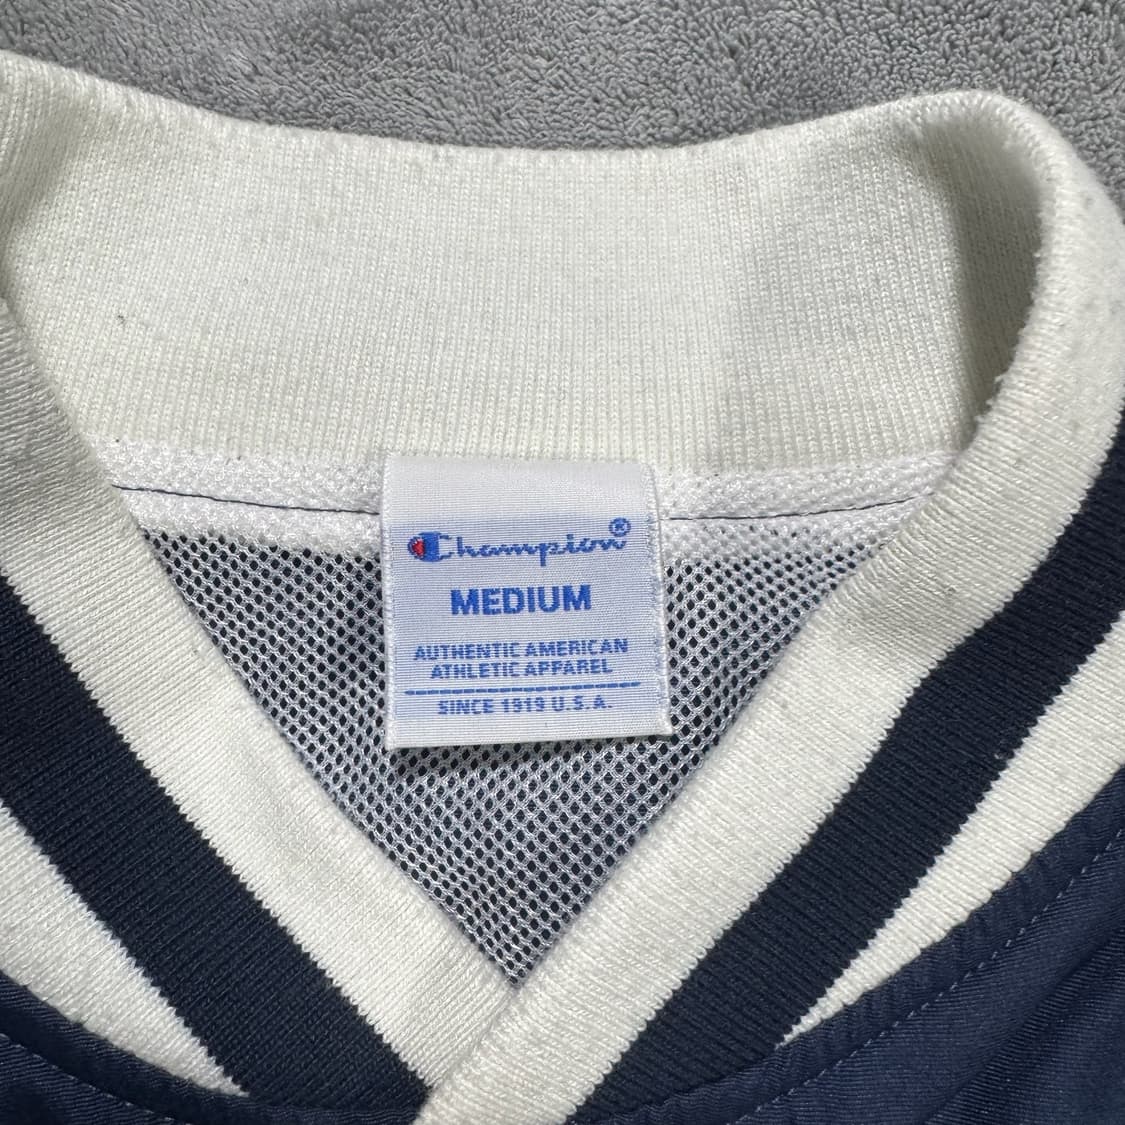 Champion®
MEDIUM
AUTHENTIC AMERICAN
ATHLETIC APPAREL
SINCE 1919 U.S.A.